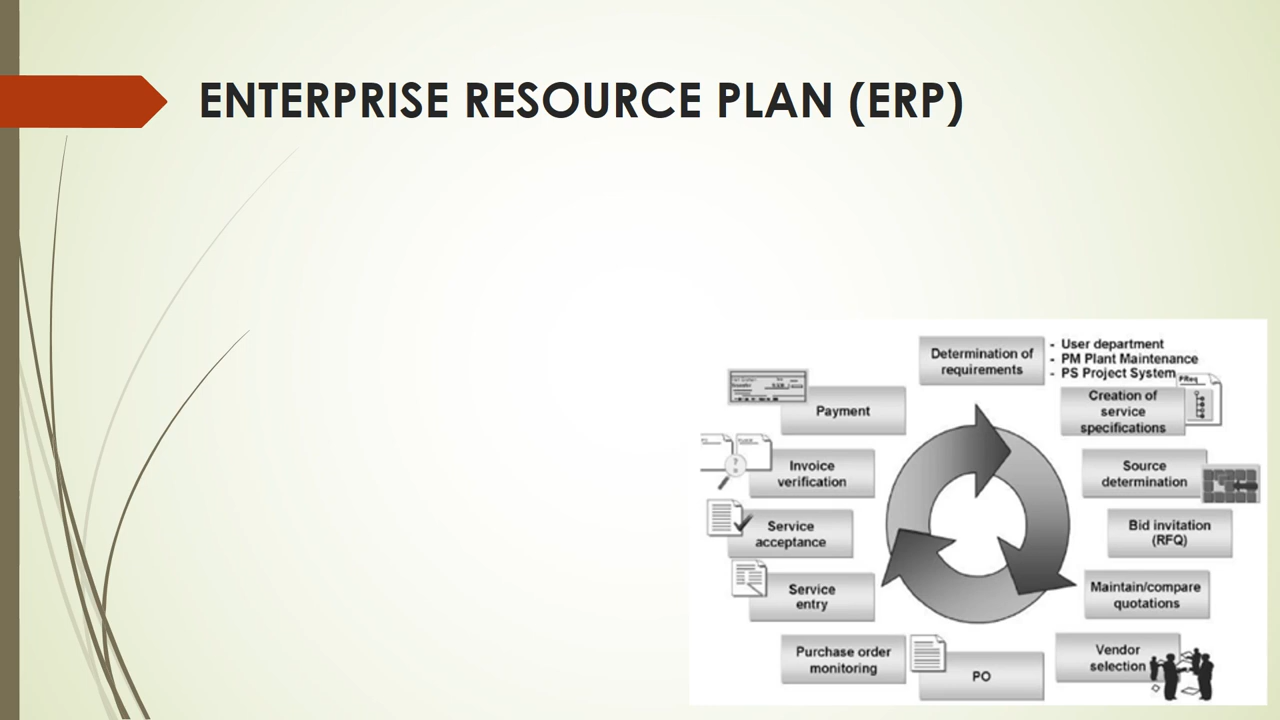 ENTERPRISE RESOURCE PLAN (ERP)
Determination of
requirements
- User department
- PM Plant Maintenance
- PS Project System
PReq
Creation of
service
specifications
Source
determination
Bid invitation
(RFQ)
Maintain/compare
quotations
Vendor
selection
PO
Purchase order
monitoring
Service
entry
Service
acceptance
Invoice
verification
Payment